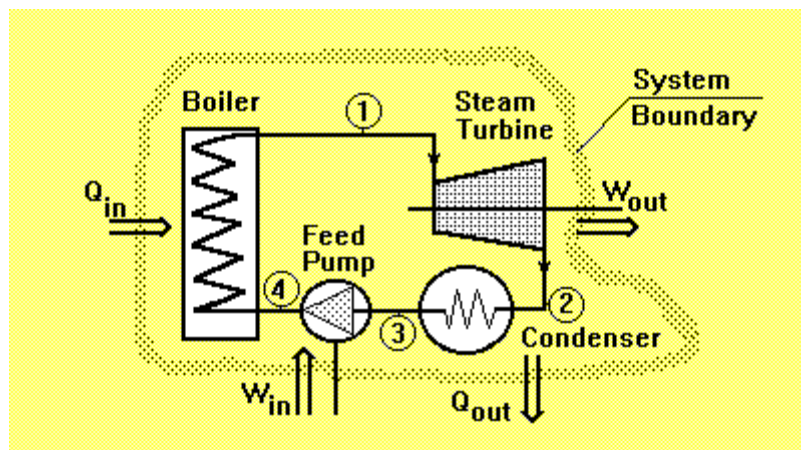 Boiler
1
Steam
Turbine
System
Boundary
Qin
Wout
Feed
Pump
4
3
2
Condenser
Win
Qout